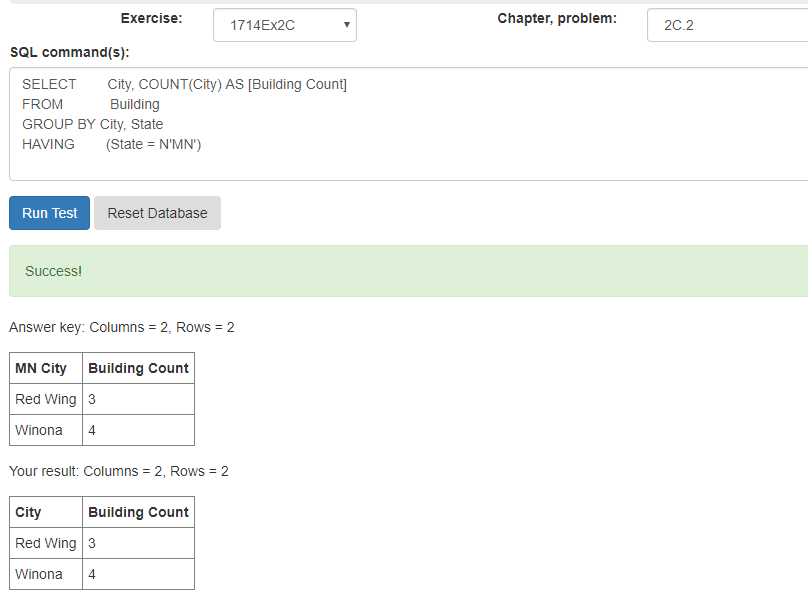 Exercise: 1714Ex2C Chapter, problem: 2C.2
SQL command(s):
SELECT City, COUNT(City) AS [Building Count]
FROM Building
GROUP BY City, State
HAVING (State = N'MN')
Run Test Reset Database
Success!
Answer key: Columns = 2, Rows = 2
MN City Building Count
Red Wing 3
Winona 4
Your result: Columns = 2, Rows = 2
City Building Count
Red Wing 3
Winona 4